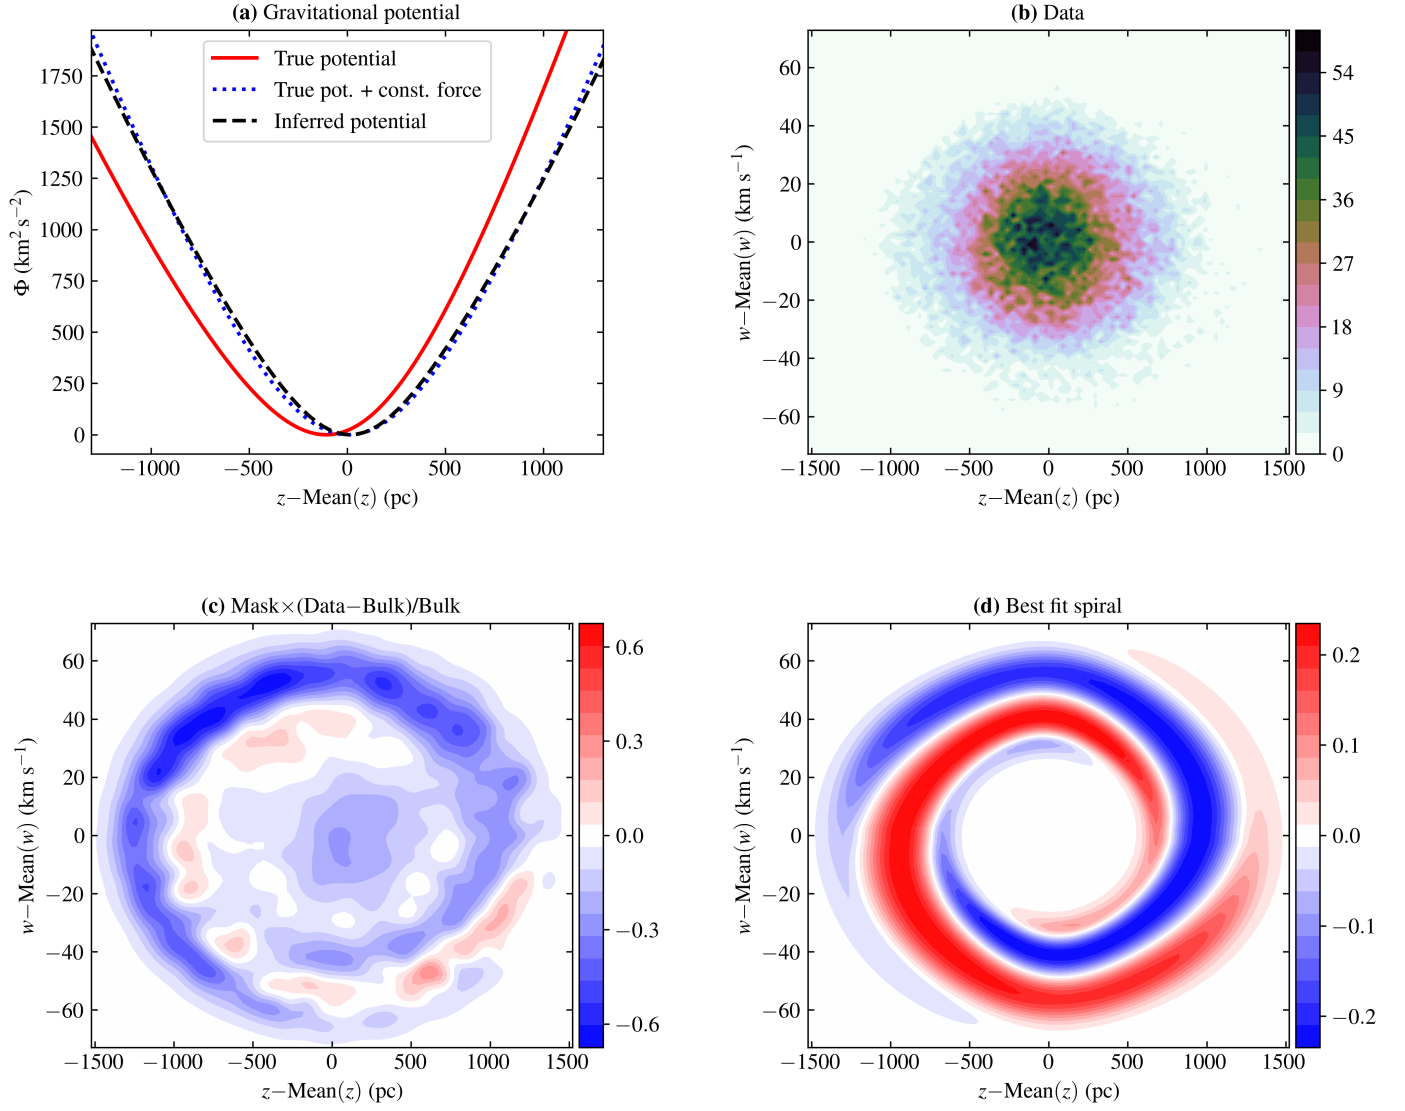 (a) Gravitational potential
True potential
True pot. + const. force
Inferred potential
1750
1500
1250
1000
750
500
250
0
Φ (km² s⁻²)
−1000 −500 0 500 1000
z−Mean(z) (pc)
(b) Data
60
40
20
0
−20
−40
−60
w−Mean(w) (km s⁻¹)
−1500 −1000 −500 0 500 1000 1500
z−Mean(z) (pc)
54
45
36
27
18
9
0
(c) Mask×(Data−Bulk)/Bulk
60
40
20
0
−20
−40
−60
w−Mean(w) (km s⁻¹)
−1500 −1000 −500 0 500 1000 1500
z−Mean(z) (pc)
0.6
0.3
0.0
−0.3
−0.6
(d) Best fit spiral
60
40
20
0
−20
−40
−60
w−Mean(w) (km s⁻¹)
−1500 −1000 −500 0 500 1000 1500
z−Mean(z) (pc)
0.2
0.1
0.0
−0.1
−0.2